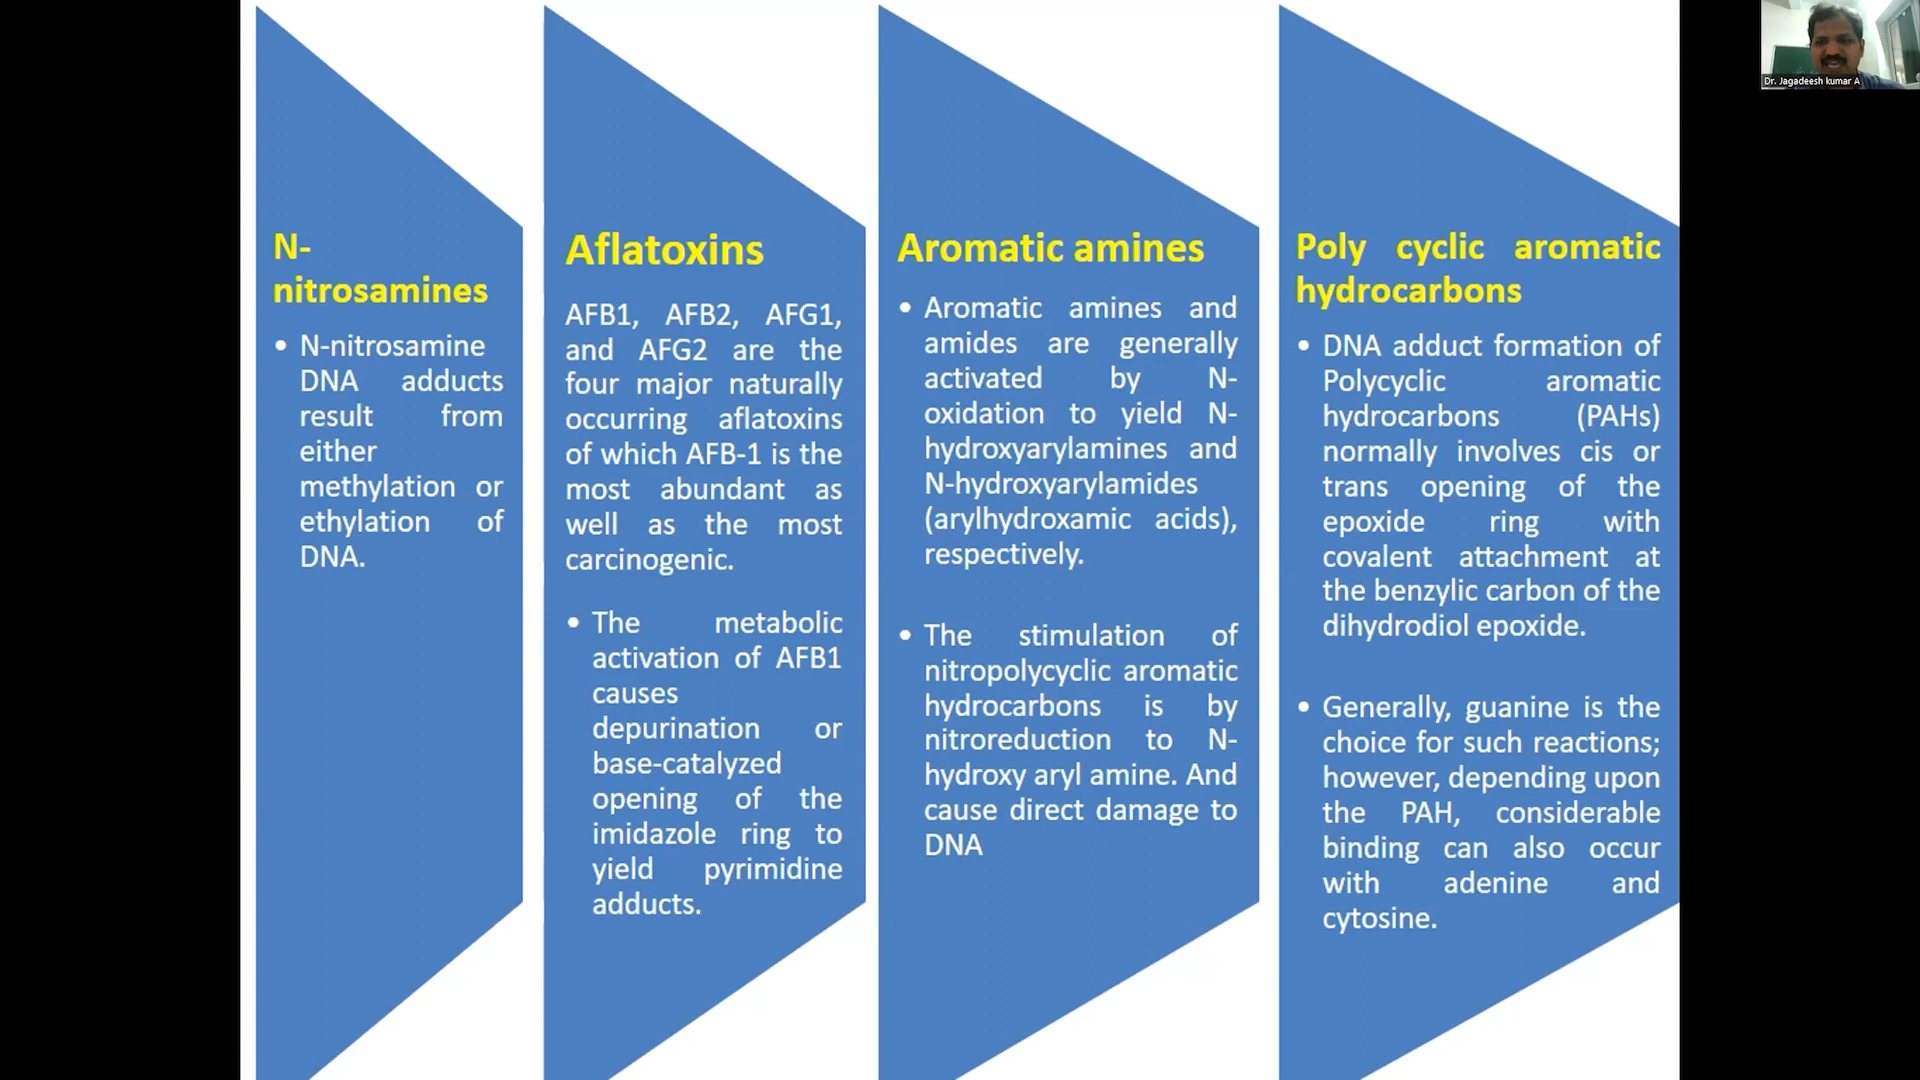 N-
nitrosamines
• N-nitrosamine
DNA adducts
result from
either
methylation or
ethylation of
DNA.
Aflatoxins
AFB1, AFB2, AFG1,
and AFG2 are the
four major naturally
occurring aflatoxins
of which AFB-1 is the
most abundant as
well as the most
carcinogenic.
• The metabolic
activation of AFB1
causes
depurination or
base-catalyzed
opening of the
imidazole ring to
yield pyrimidine
adducts.
Aromatic amines
• Aromatic amines and
amides are generally
activated by N-
oxidation to yield N-
hydroxyarylamines and
N-hydroxyarylamides
(arylhydroxamic acids),
respectively.
• The stimulation of
nitropolycyclic aromatic
hydrocarbons is by
nitroreduction to N-
hydroxy aryl amine. And
cause direct damage to
DNA
Poly cyclic aromatic
hydrocarbons
• DNA adduct formation of
Polycyclic aromatic
hydrocarbons (PAHs)
normally involves cis or
trans opening of the
epoxide ring with
covalent attachment at
the benzylic carbon of the
dihydrodiol epoxide.
• Generally, guanine is the
choice for such reactions;
however, depending upon
the PAH, considerable
binding can also occur
with adenine and
cytosine.
Dr. Jagadeesh kumar A